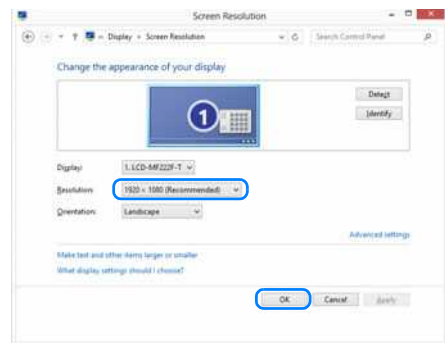 Screen Resolution
« Display › Screen Resolution
Search Control Panel
Change the appearance of your display
1
Detect
Identify
Display:
1. LCD-MF222F-T
Resolution:
1920 × 1080 (Recommended)
Orientation:
Landscape
Advanced settings
Make text and other items larger or smaller
What display settings should I choose?
OK
Cancel
Apply